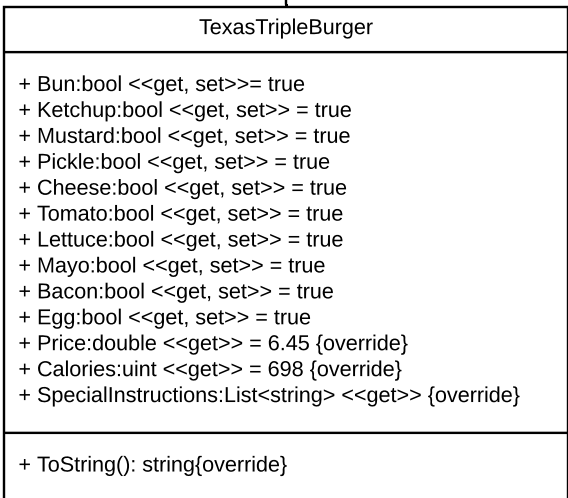 TexasTripleBurger
+ Bun:bool <<get, set>>= true
+ Ketchup:bool <<get, set>> = true
+ Mustard:bool <<get, set>> = true
+ Pickle:bool <<get, set>> = true
+ Cheese:bool <<get, set>> = true
+ Tomato:bool <<get, set>> = true
+ Lettuce:bool <<get, set>> = true
+ Mayo:bool <<get, set>> = true
+ Bacon:bool <<get, set>> = true
+ Egg:bool <<get, set>> = true
+ Price:double <<get>> = 6.45 {override}
+ Calories:uint <<get>> = 698 {override}
+ SpecialInstructions:List<string> <<get>> {override}
+ ToString(): string{override}